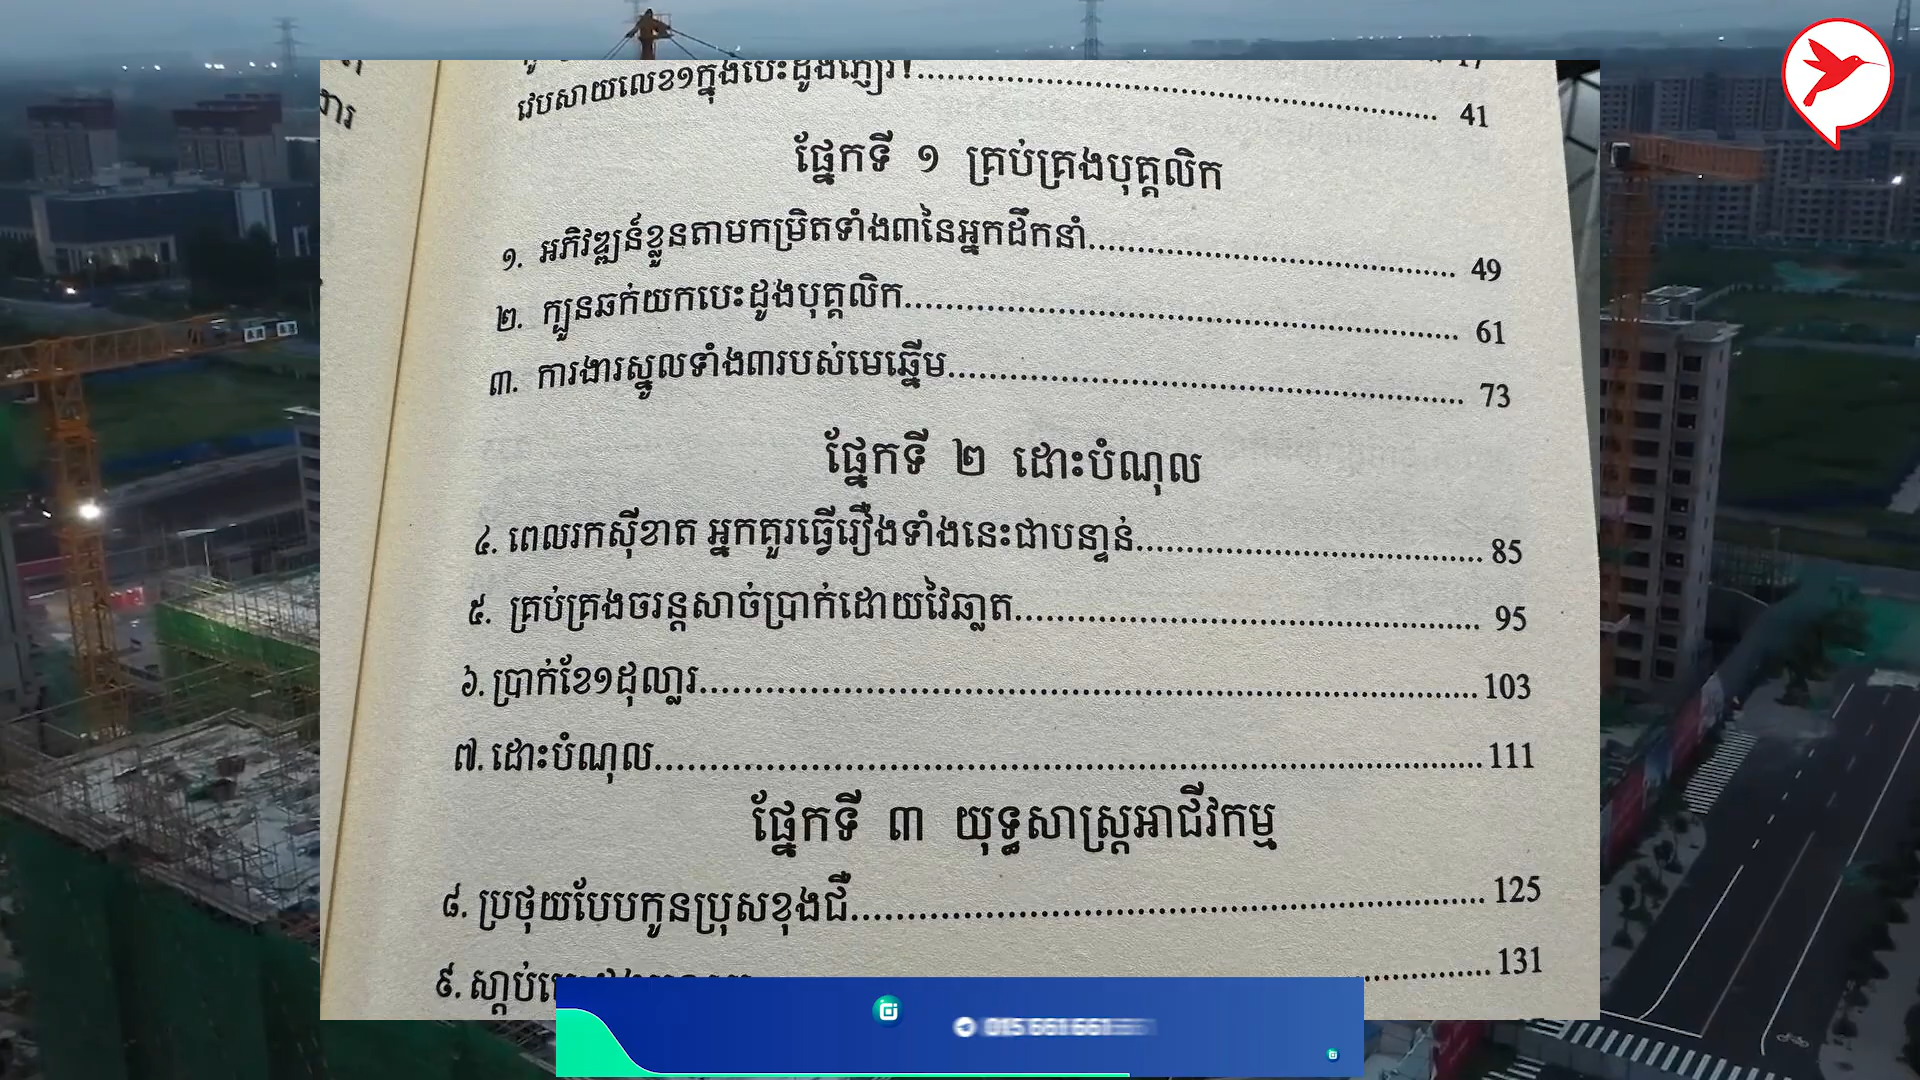 វេបសាយលេខ១ក្នុងបេះដូងភ្ញៀវ!........ 41
ផ្នែកទី ១ គ្រប់គ្រងបុគ្គលិក
១. អភិវឌ្ឍន៍ខ្លួនតាមកម្រិតទាំង៣នៃអ្នកដឹកនាំ........ 49
២. ក្បួនឆក់យកបេះដូងបុគ្គលិក........ 61
៣. ការងារស្នូលទាំង៣របស់មេឆ្នើម........ 73
ផ្នែកទី ២ ដោះបំណុល
៤. ពេលរកស៊ីខាត អ្នកគួរធ្វើរឿងទាំងនេះជាបន្ទាន់........ 85
៥. គ្រប់គ្រងចរន្តសាច់ប្រាក់ដោយវៃឆ្លាត........ 95
៦. ប្រាក់ខែ១ដុល្លារ........ 103
៧. ដោះបំណុល........ 111
ផ្នែកទី ៣ យុទ្ធសាស្ត្រអាជីវកម្ម
៨. ប្រថុយបែបកូនប្រុសខុងជឺ........ 125
៩. ស្តាប់ ........ 131
015 661 661